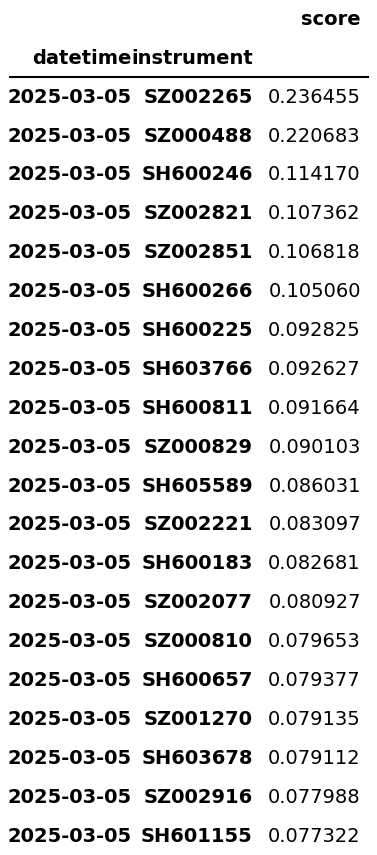 score
datetime instrument
2025-03-05 SZ002265 0.236455
2025-03-05 SZ000488 0.220683
2025-03-05 SH600246 0.114170
2025-03-05 SZ002821 0.107362
2025-03-05 SZ002851 0.106818
2025-03-05 SH600266 0.105060
2025-03-05 SH600225 0.092825
2025-03-05 SH603766 0.092627
2025-03-05 SH600811 0.091664
2025-03-05 SZ000829 0.090103
2025-03-05 SH605589 0.086031
2025-03-05 SZ002221 0.083097
2025-03-05 SH600183 0.082681
2025-03-05 SZ002077 0.080927
2025-03-05 SZ000810 0.079653
2025-03-05 SH600657 0.079377
2025-03-05 SZ001270 0.079135
2025-03-05 SH603678 0.079112
2025-03-05 SZ002916 0.077988
2025-03-05 SH601155 0.077322